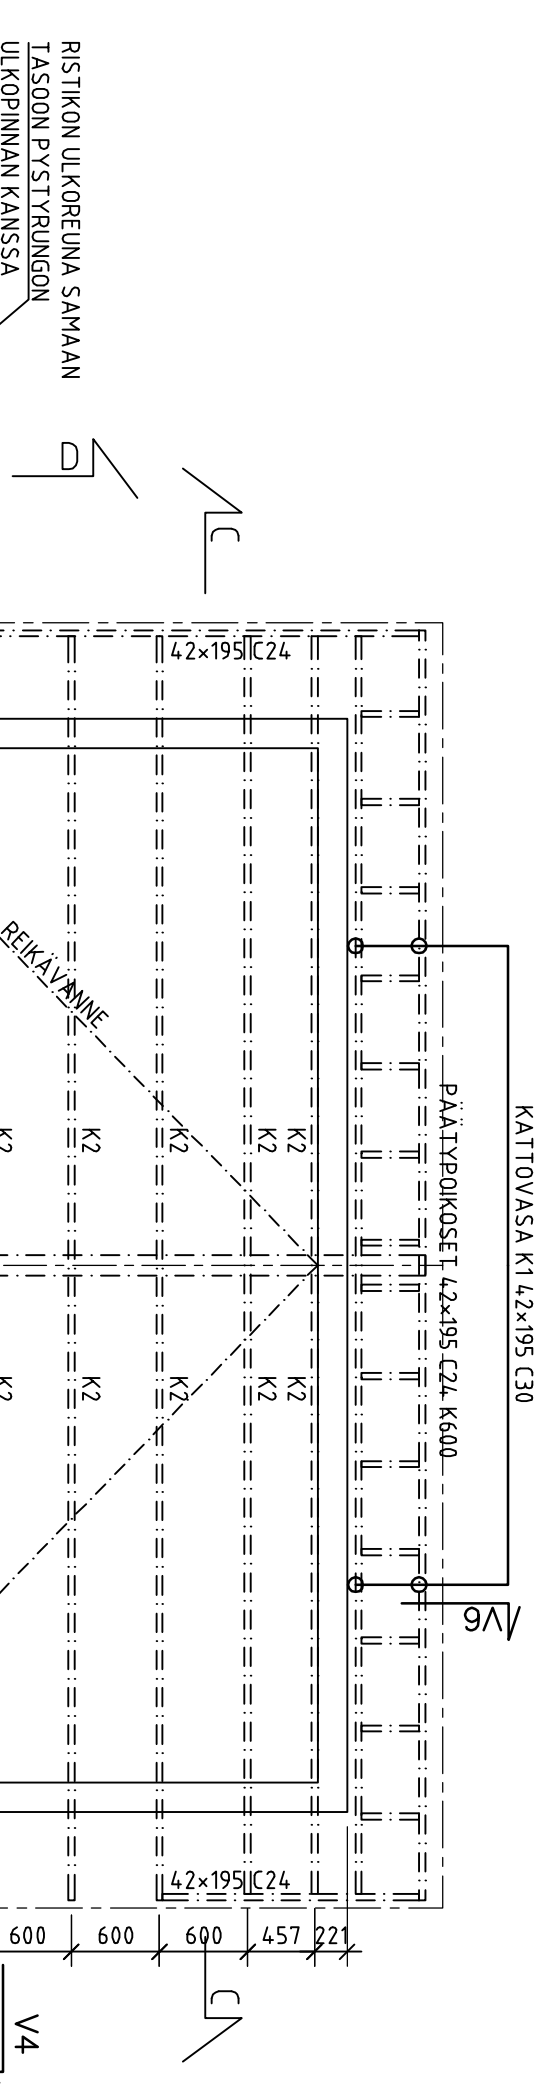 RISTIKON ULKOREUNA SAMAAN
TASOON PYSTYRUNGON
ULKOPINNAN KANSSA
D
C
42×195 C24
REIKÄVANNE
KATTOVASA K1 42×195 C30
PÄÄTYPOIKOSET 42×195 C24 K600
K2
K2
K2
K2
K2
K2
K2
K2
K2
K2
V6
42×195 C24
600
600
600
457
221
C
V4